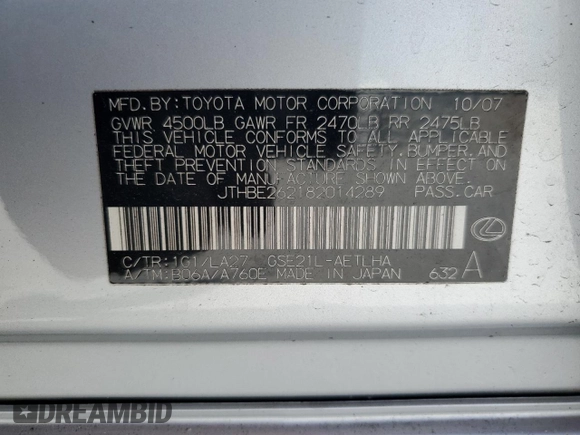 MFD.BY:TOYOTA MOTOR CORPORATION 10/07
GVWR 4500LB GAWR FR 2470LB RR 2475LB
THIS VEHICLE CONFORMS TO ALL APPLICABLE
FEDERAL MOTOR VEHICLE SAFETY,BUMPER,AND
THEFT PREVENTION STANDARDS IN EFFECT ON
THE DATE OF MANUFACTURE SHOWN ABOVE.
JTHBE262182014289 PASS.CAR
C/TR:1G1/LA27 GSE21L-AETLHA
A/TM:B06A/A760E MADE IN JAPAN 632 A
DREAMBID